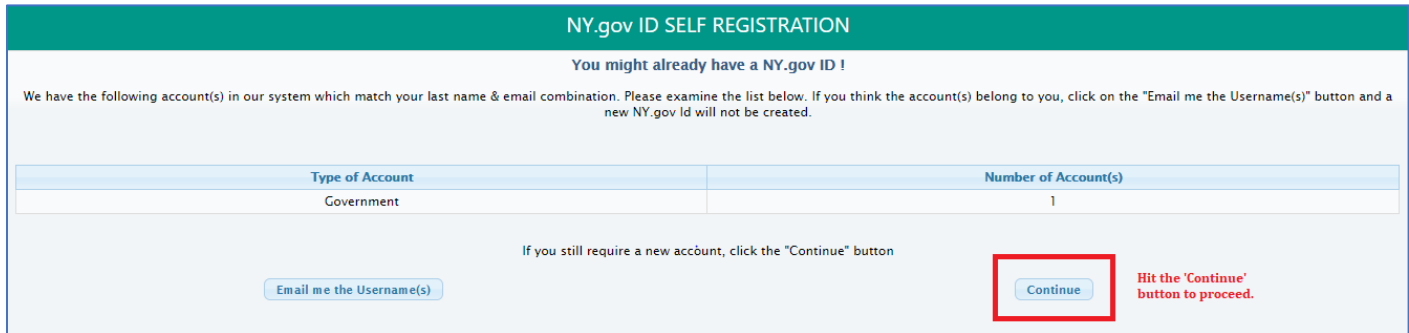 NY.gov ID SELF REGISTRATION
You might already have a NY.gov ID !
We have the following account(s) in our system which match your last name & email combination. Please examine the list below. If you think the account(s) belong to you, click on the "Email me the Username(s)" button and a
new NY.gov Id will not be created.
Type of Account Number of Account(s)
Government 1
If you still require a new account, click the "Continue" button
Email me the Username(s) Continue
Hit the 'Continue'
button to proceed.